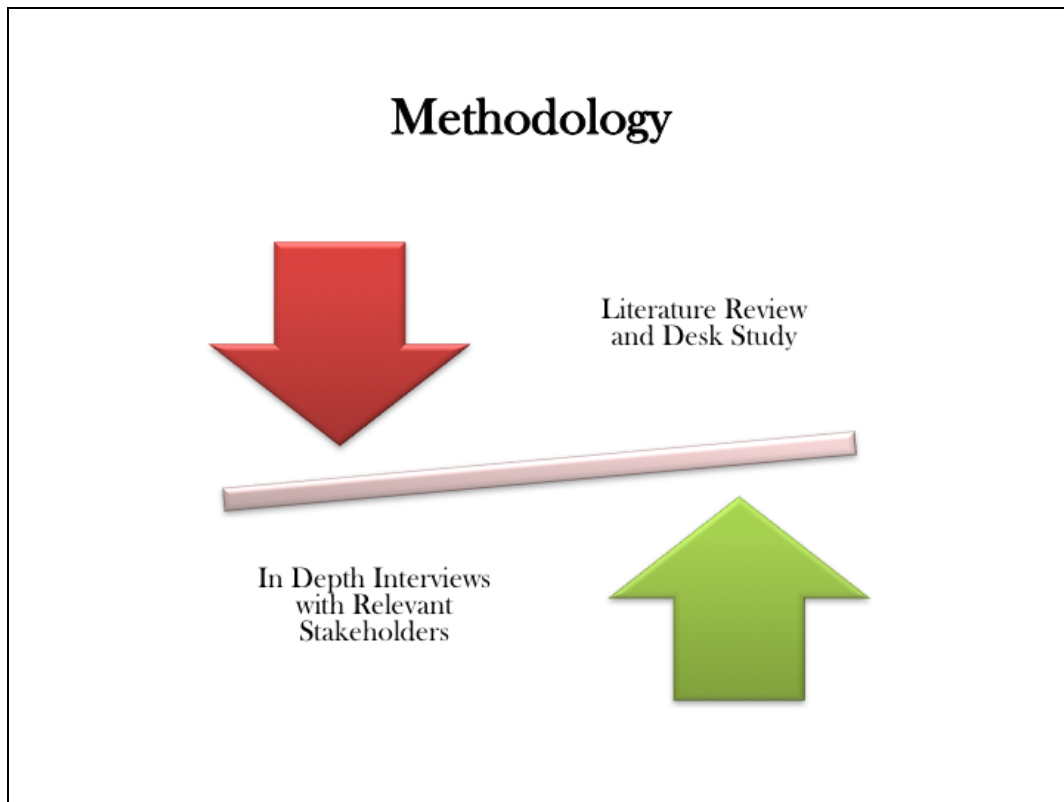 Methodology
Literature Review
and Desk Study
In Depth Interviews
with Relevant
Stakeholders